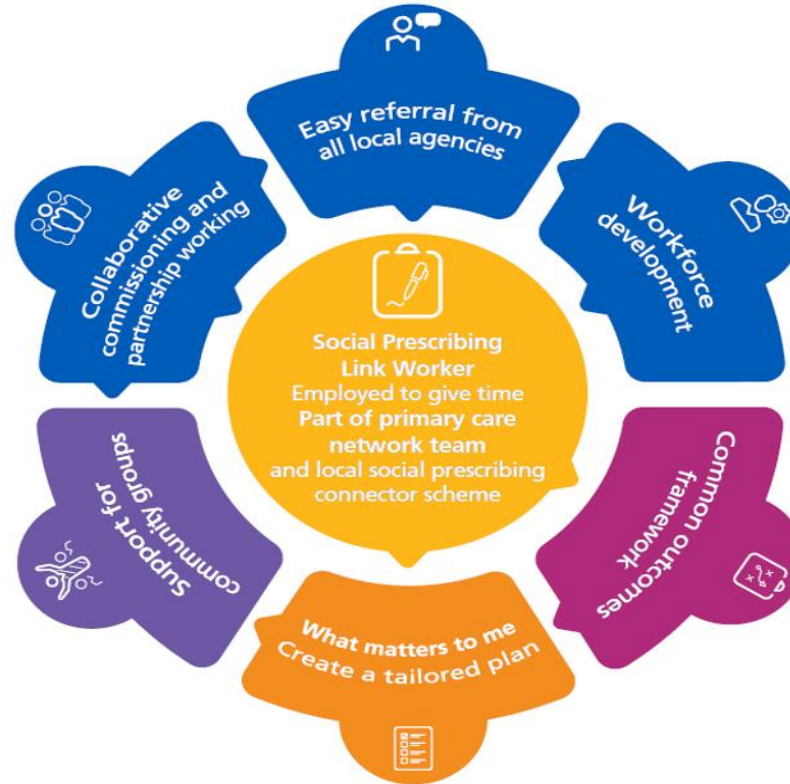 Easy referral from
all local agencies
Workforce
development
Common outcomes
framework
What matters to me
Create a tailored plan
Support for
community groups
Collaborative
commissioning and
partnership working
Social Prescribing
Link Worker
Employed to give time
Part of primary care
network team
and local social prescribing
connector scheme